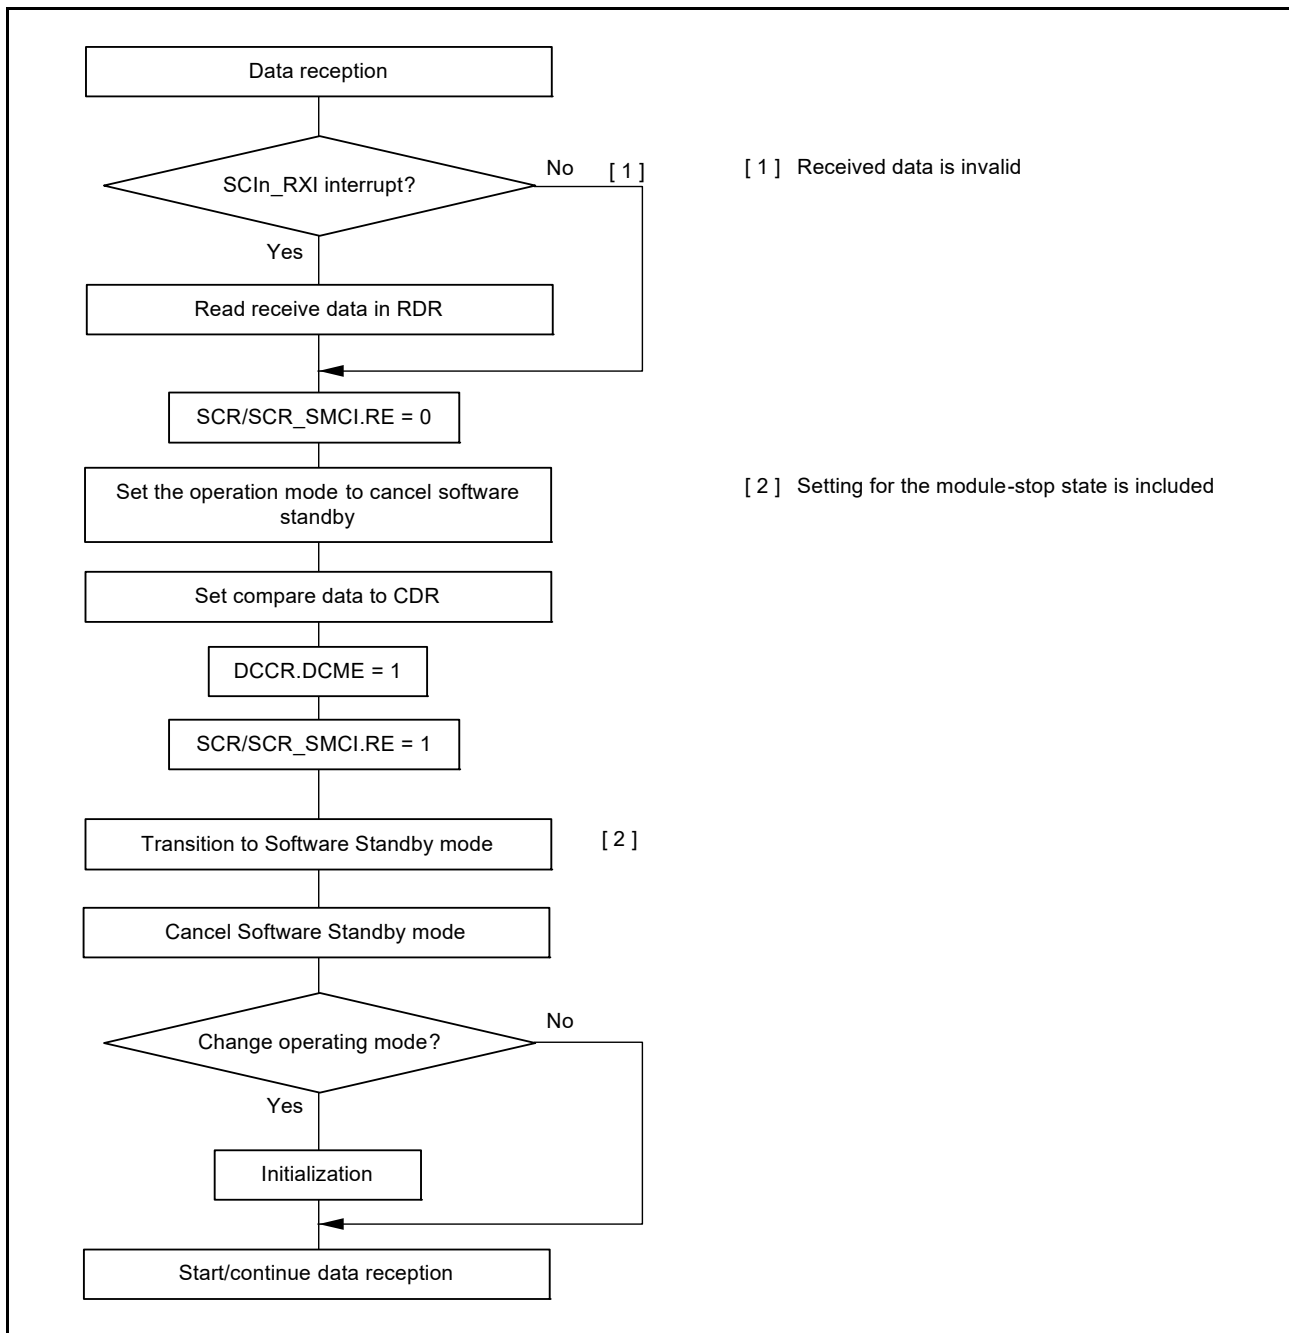 Data reception
SCIn_RXI interrupt?
No
[ 1 ]
[ 1 ] Received data is invalid
Yes
Read receive data in RDR
SCR/SCR_SMCI.RE = 0
Set the operation mode to cancel software
standby
[ 2 ] Setting for the module-stop state is included
Set compare data to CDR
DCCR.DCME = 1
SCR/SCR_SMCI.RE = 1
Transition to Software Standby mode
[ 2 ]
Cancel Software Standby mode
Change operating mode?
No
Yes
Initialization
Start/continue data reception